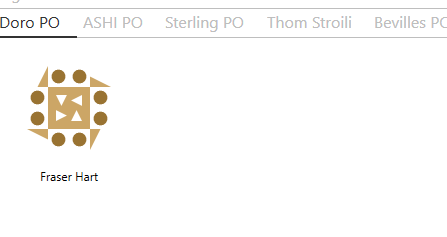 Doro PO ASHI PO Sterling PO Thom Stroili Bevilles PO
Fraser Hart